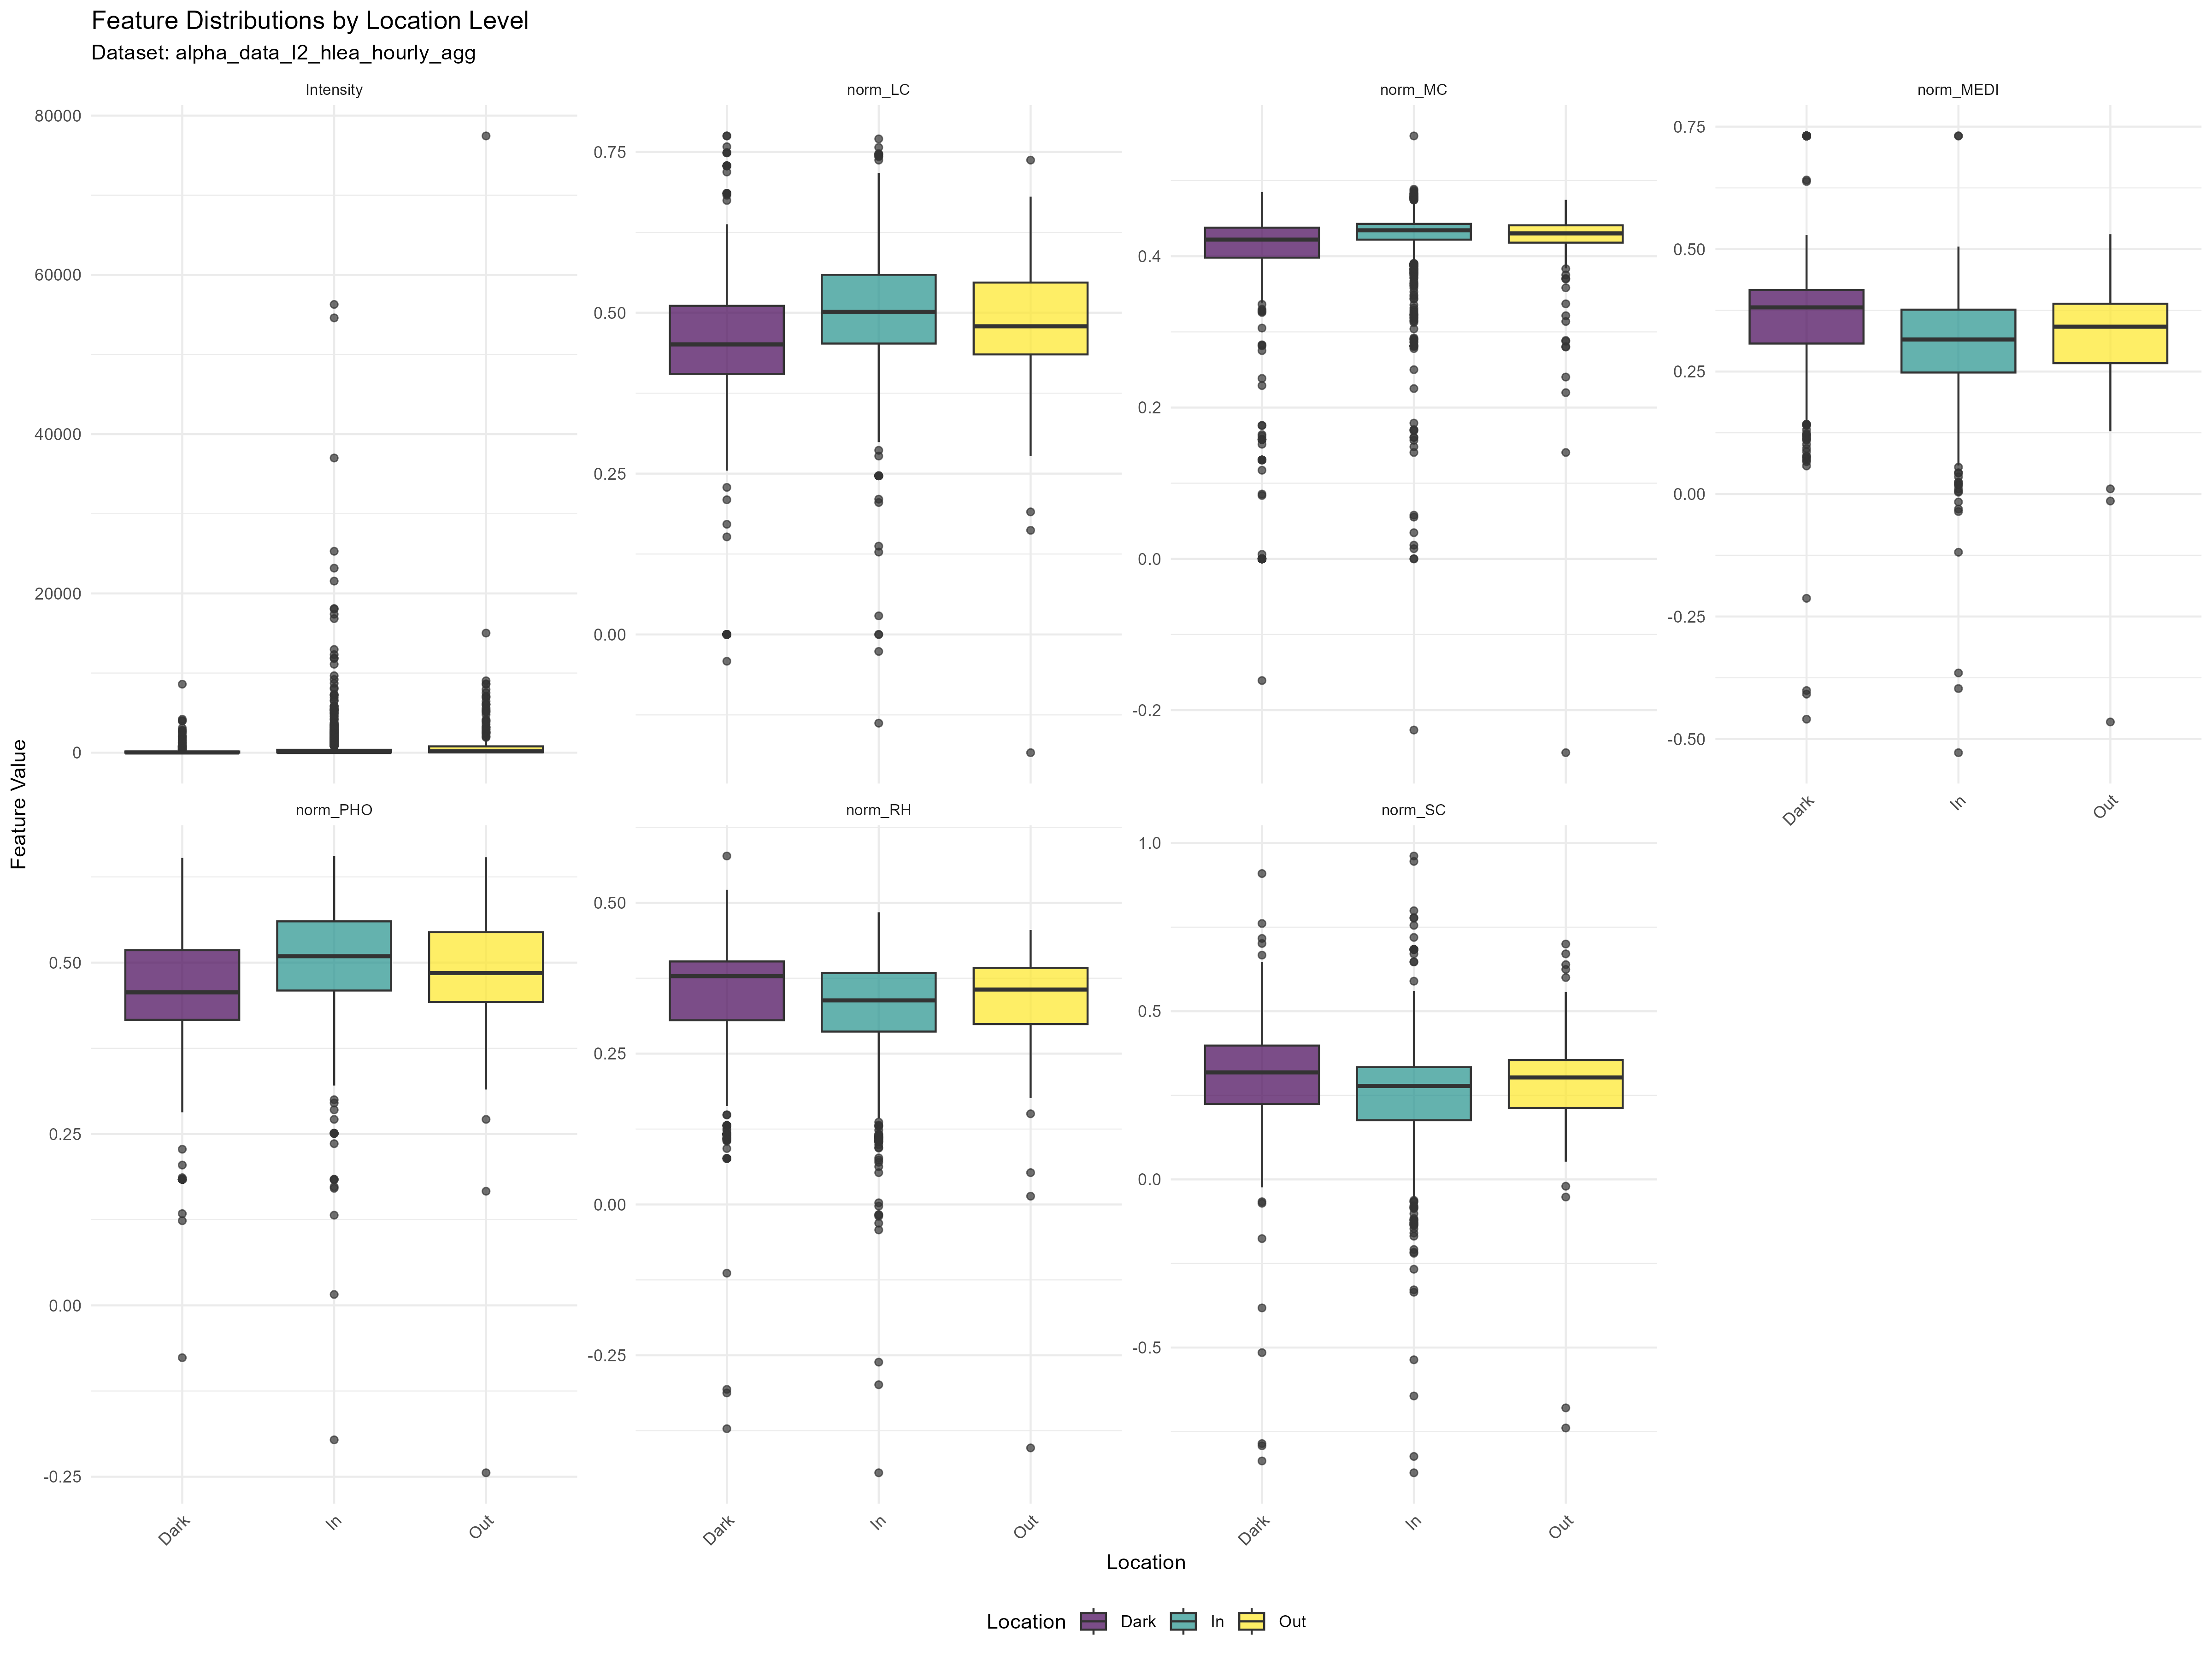 Feature Distributions by Location Level
Dataset: alpha_data_l2_hlea_hourly_agg
Intensity
norm_LC
norm_MC
norm_MEDI
80000
60000
40000
20000
0
0.75
0.50
0.25
0.00
0.4
0.2
0.0
-0.2
0.75
0.50
0.25
0.00
-0.25
-0.50
Dark
In
Out
Feature Value
norm_PHO
norm_RH
norm_SC
0.50
0.25
0.00
-0.25
0.50
0.25
0.00
-0.25
1.0
0.5
0.0
-0.5
Dark
In
Out
Dark
In
Out
Dark
In
Out
Location
Location Dark In Out